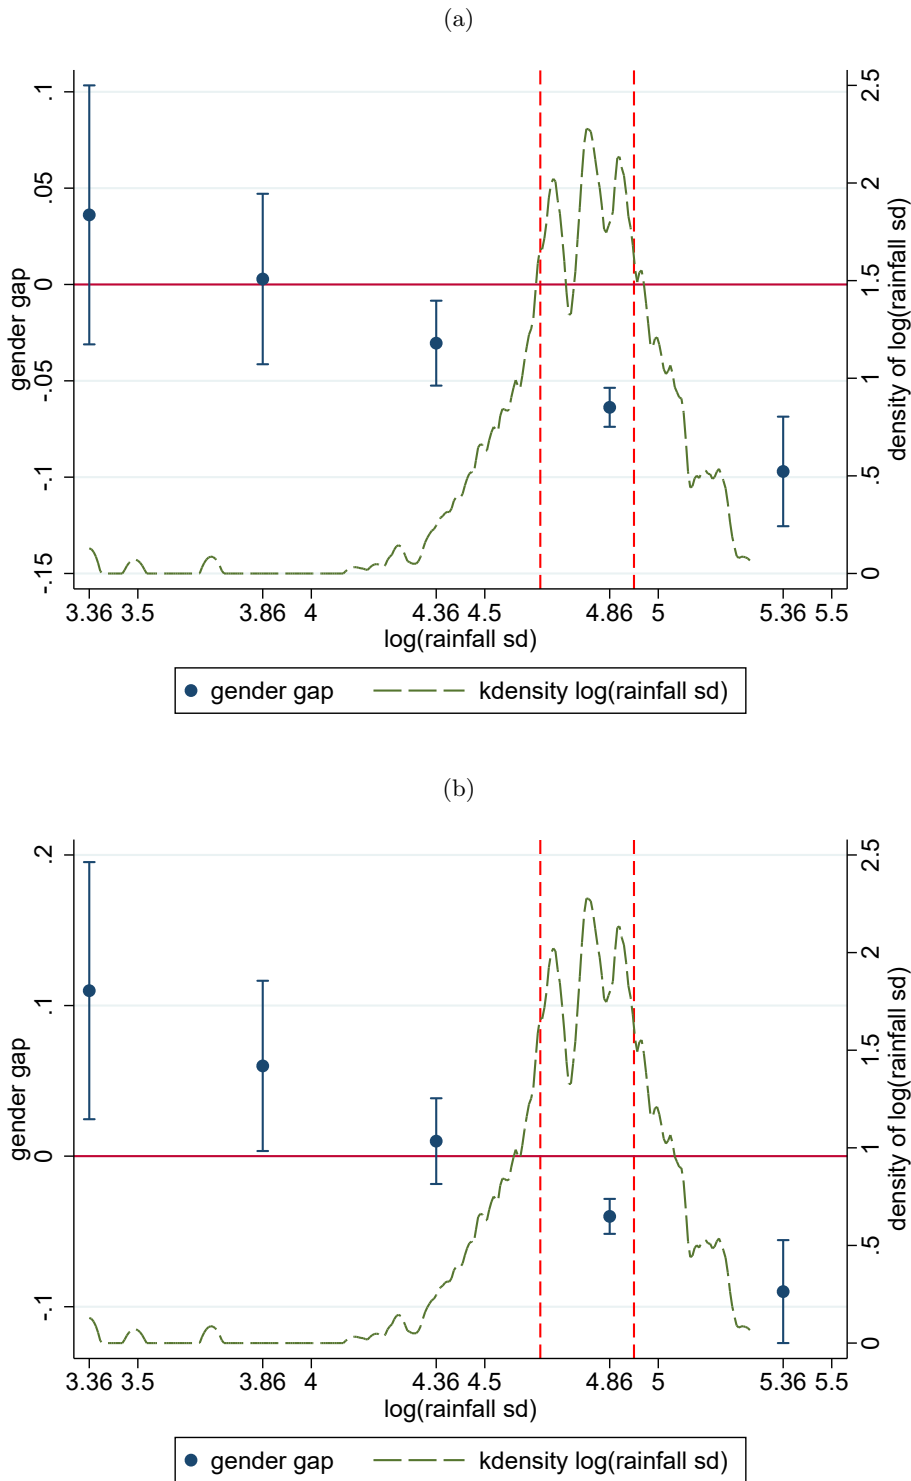 (a)
.1
.05
0
-.05
-.1
-.15
gender gap
2.5
2
1.5
1
.5
0
density of log(rainfall sd)
3.36 3.5 3.86 4 4.36 4.5 4.86 5 5.36 5.5
log(rainfall sd)
gender gap kdensity log(rainfall sd)
(b)
.2
.1
0
-.1
gender gap
2.5
2
1.5
1
.5
0
density of log(rainfall sd)
3.36 3.5 3.86 4 4.36 4.5 4.86 5 5.36 5.5
log(rainfall sd)
gender gap kdensity log(rainfall sd)